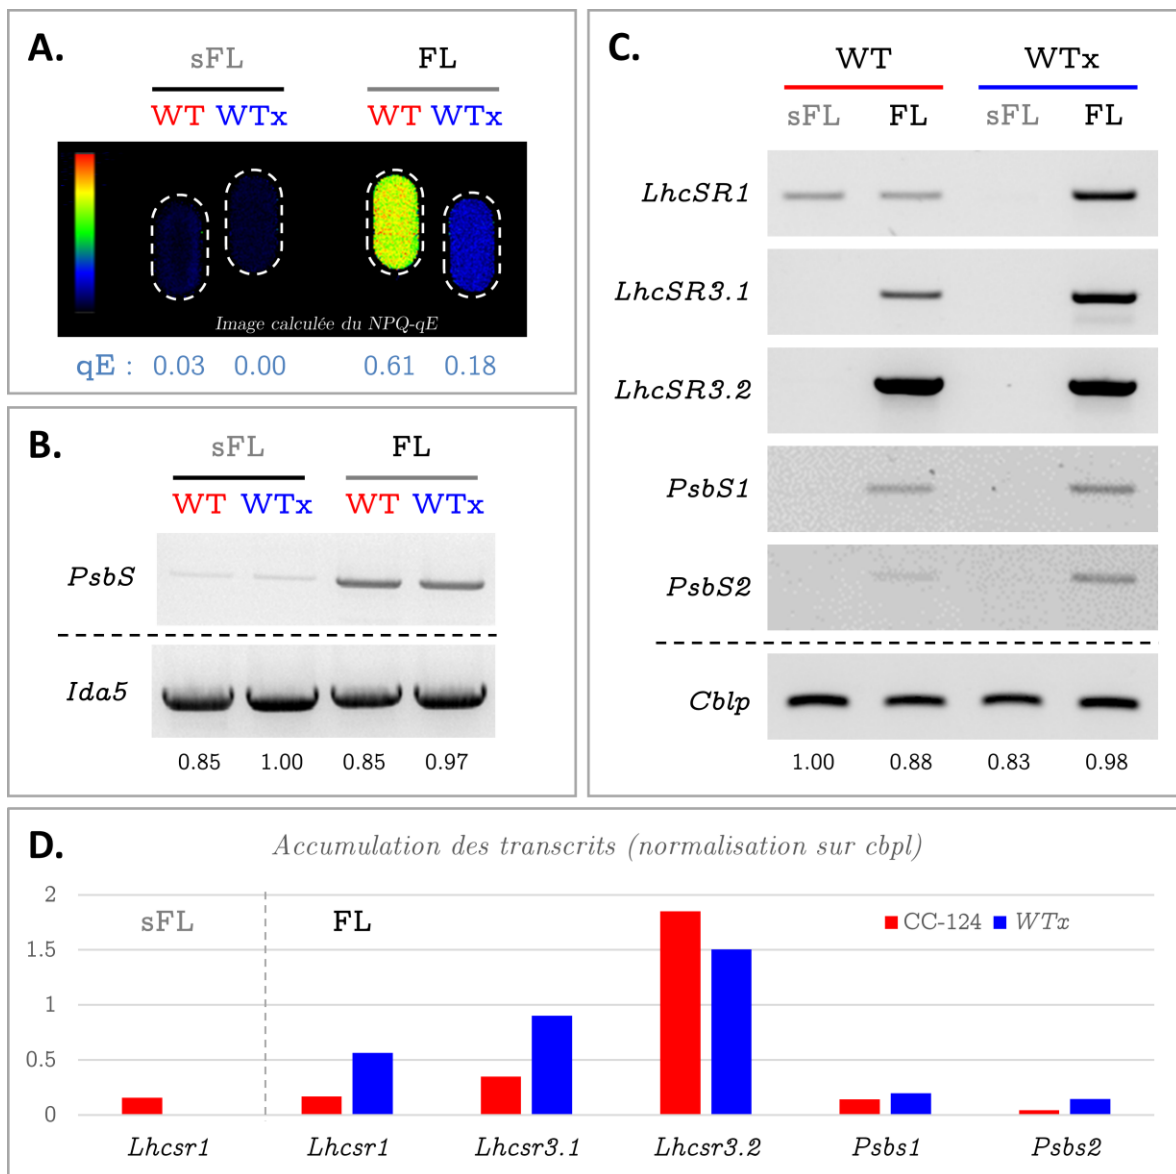 A.
sFL FL
WT WTx WT WTx
Image calculée du NPQ-qE
qE : 0.03 0.00 0.61 0.18
B.
sFL FL
WT WTx WT WTx
PsbS
Ida5
0.85 1.00 0.85 0.97
C.
WT WTx
sFL FL sFL FL
LhcSR1
LhcSR3.1
LhcSR3.2
PsbS1
PsbS2
Cblp
1.00 0.88 0.83 0.98
D.
Accumulation des transcrits (normalisation sur cbpl)
2
sFL FL
CC-124 WTx
1.5
1
0.5
0
Lhcsr1 Lhcsr1 Lhcsr3.1 Lhcsr3.2 Psbs1 Psbs2